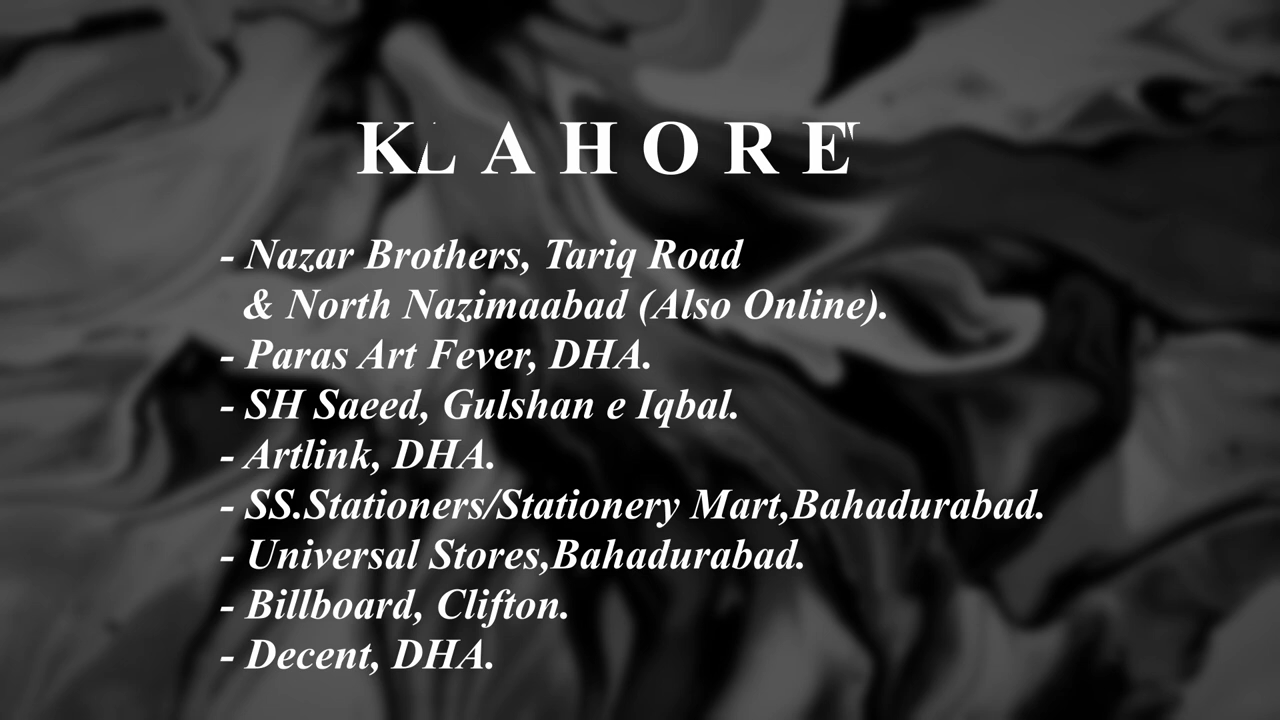 - Nazar Brothers, Tariq Road
& North Nazimaabad (Also Online).
- Paras Art Fever, DHA.
- SH Saeed, Gulshan e Iqbal.
- Artlink, DHA.
- SS.Stationers/Stationery Mart,Bahadurabad.
- Universal Stores,Bahadurabad.
- Billboard, Clifton.
- Decent, DHA.